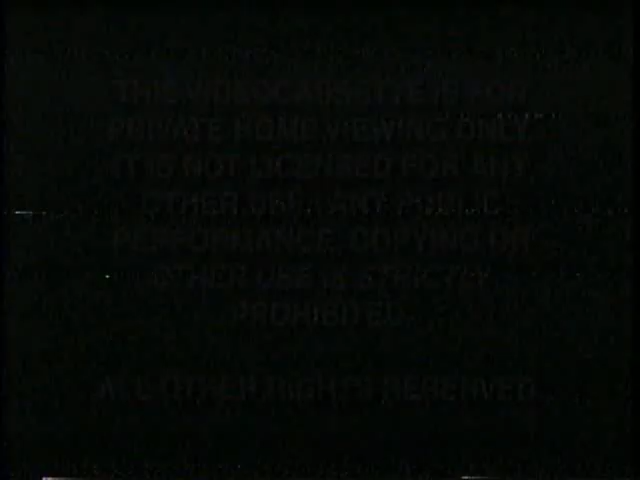 THIS VIDEOCASSETTE IS FOR
PRIVATE HOME VIEWING ONLY.
IT IS NOT LICENSED FOR ANY
OTHER USE. ANY PUBLIC
PERFORMANCE, COPYING OR
OTHER USE IS STRICTLY
PROHIBITED.
ALL OTHER RIGHTS RESERVED.